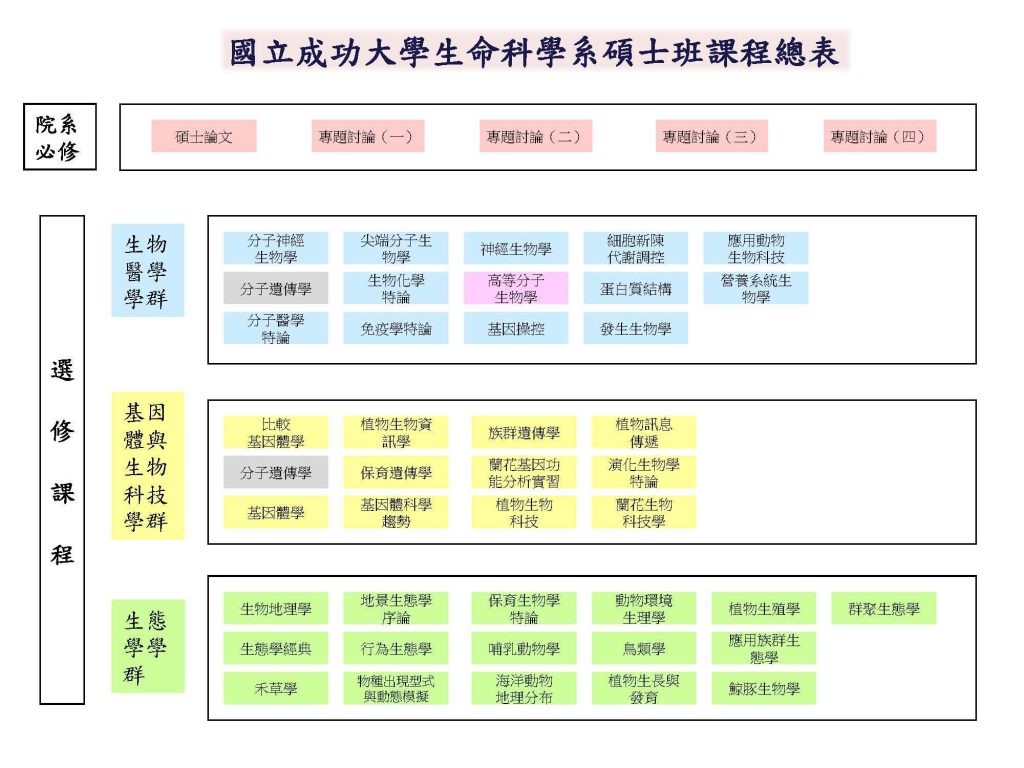 國立成功大學生命科學系碩士班課程總表
院系
必修
碩士論文
專題討論（一）
專題討論（二）
專題討論（三）
專題討論（四）
選
修
課
程
生物
醫學
學群
分子神經
生物學
尖端分子生
物學
神經生物學
細胞新陳
代謝調控
應用動物
生物科技
分子遺傳學
生物化學
特論
高等分子
生物學
蛋白質結構
營養系統生
物學
分子醫學
特論
免疫學特論
基因操控
發生生物學
基因
體與
生物
科技
學群
比較
基因體學
植物生物資
訊學
族群遺傳學
植物訊息
傳遞
分子遺傳學
保育遺傳學
蘭花基因功
能分析實習
演化生物學
特論
基因體學
基因體科學
趨勢
植物生物
科技
蘭花生物
科技學
生態
學學
群
生物地理學
地景生態學
序論
保育生物學
特論
動物環境
生理學
植物生殖學
群聚生態學
生態學經典
行為生態學
哺乳動物學
鳥類學
應用族群生
態學
禾草學
物種出現型式
與動態模擬
海洋動物
地理分布
植物生長與
發育
鯨豚生物學